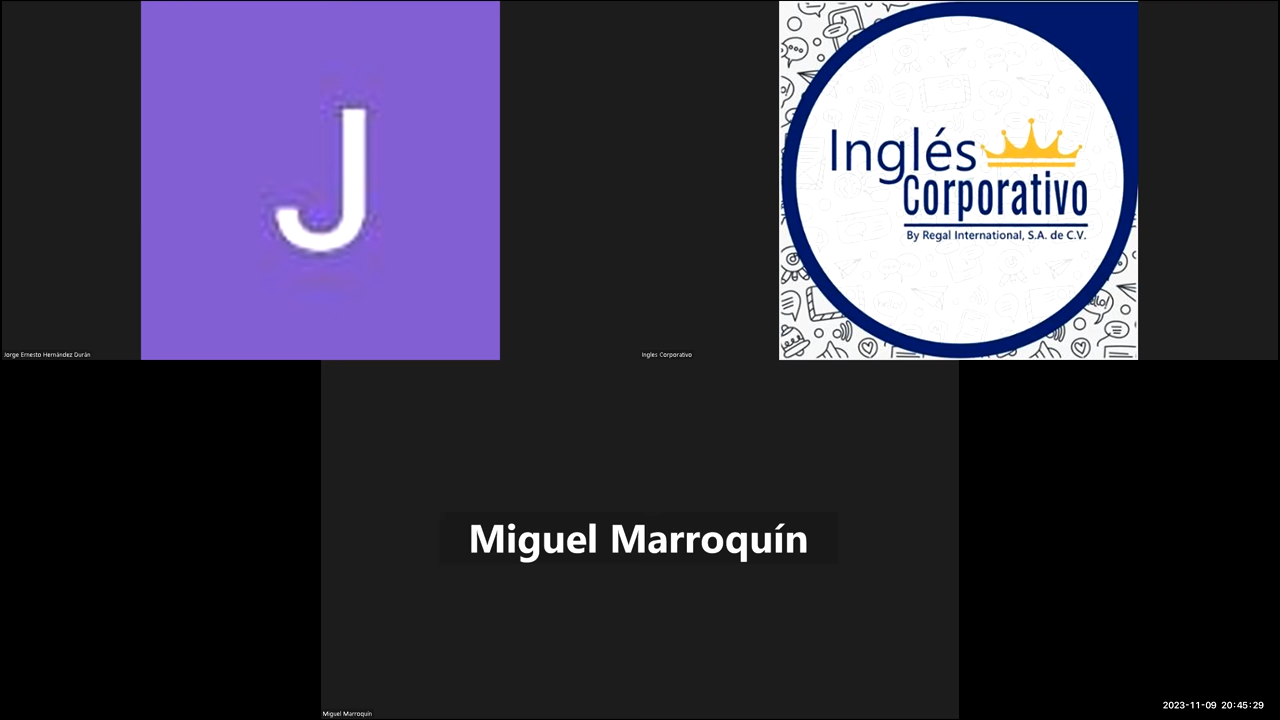 J
Jorge Ernesto Hernández Durán
Inglés
Corporativo
By Regal International, S.A. de C.V.
Ingles Corporativo
Miguel Marroquín
Miguel Marroquín
2023-11-09 20:45:29